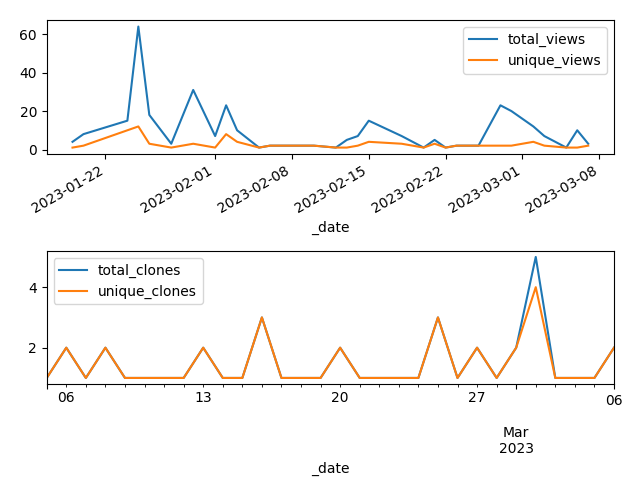 60
40
20
0
total_views
unique_views
2023-01-22
2023-02-01
2023-02-08
2023-02-15
2023-02-22
2023-03-01
2023-03-08
_date
4
2
total_clones
unique_clones
06 13 20 27 06
Mar
2023
_date